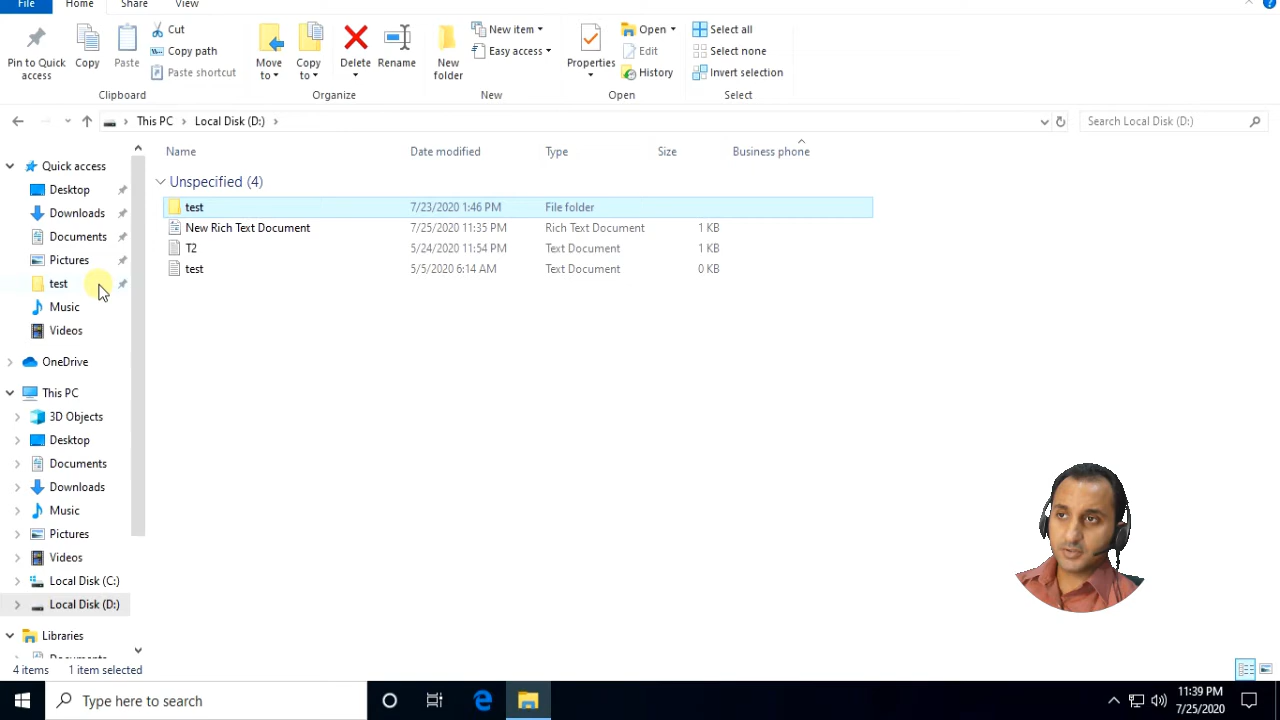 File Home Share View
Cut
Copy path
Paste shortcut
Pin to Quick access
Copy
Paste
Clipboard
Move to
Copy to
Delete
Rename
Organize
New folder
New item
Easy access
New
Properties
Open
Edit
History
Open
Select all
Select none
Invert selection
Select
This PC Local Disk (D:)
Search Local Disk (D:)
Name Date modified Type Size Business phone
Unspecified (4)
test 7/23/2020 1:46 PM File folder
New Rich Text Document 7/25/2020 11:35 PM Rich Text Document 1 KB
T2 5/24/2020 11:54 PM Text Document 1 KB
test 5/5/2020 6:14 AM Text Document 0 KB
Quick access
Desktop
Downloads
Documents
Pictures
test
Music
Videos
OneDrive
This PC
3D Objects
Desktop
Documents
Downloads
Music
Pictures
Videos
Local Disk (C:)
Local Disk (D:)
Libraries
Documents
4 items 1 item selected
Type here to search
11:39 PM
7/25/2020